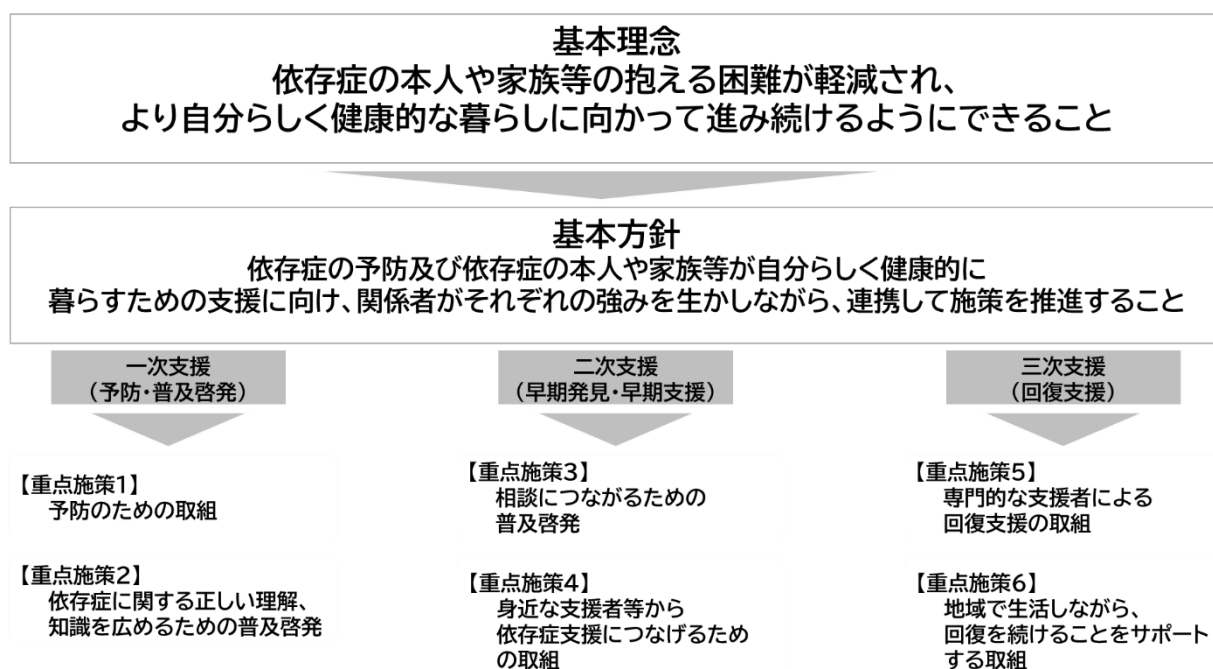 基本理念
依存症の本人や家族等の抱える困難が軽減され、
より自分らしく健康的な暮らしに向かって進み続けるようにできること
基本方針
依存症の予防及び依存症の本人や家族等が自分らしく健康的に
暮らすための支援に向け、関係者がそれぞれの強みを生かしながら、連携して施策を推進すること
一次支援
（予防・普及啓発）
【重点施策1】
予防のための取組
【重点施策2】
依存症に関する正しい理解、
知識を広めるための普及啓発
二次支援
（早期発見・早期支援）
【重点施策3】
相談につながるための
普及啓発
【重点施策4】
身近な支援者等から
依存症支援につなげるため
の取組
三次支援
（回復支援）
【重点施策5】
専門的な支援者による
回復支援の取組
【重点施策6】
地域で生活しながら、
回復を続けることをサポート
する取組